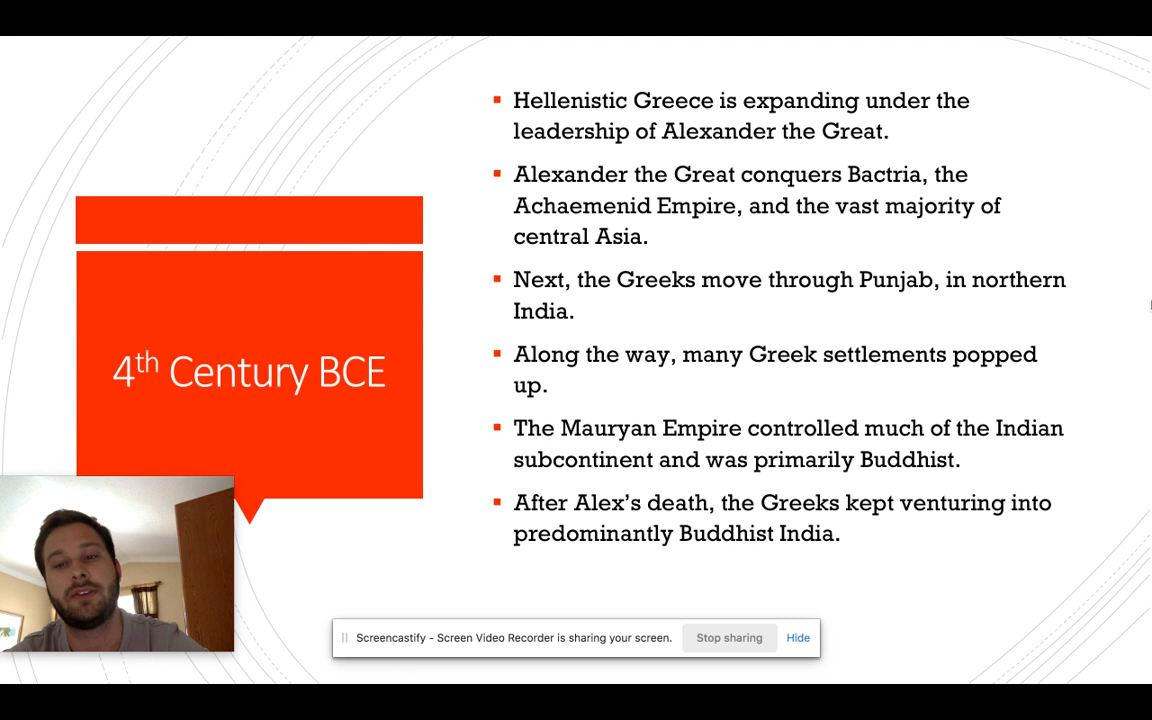 Hellenistic Greece is expanding under the
leadership of Alexander the Great.
Alexander the Great conquers Bactria, the
Achaemenid Empire, and the vast majority of
central Asia.
Next, the Greeks move through Punjab, in northern
India.
Along the way, many Greek settlements popped
up.
The Mauryan Empire controlled much of the Indian
subcontinent and was primarily Buddhist.
After Alex’s death, the Greeks kept venturing into
predominantly Buddhist India.
4th Century BCE
Screencastify - Screen Video Recorder is sharing your screen. Stop sharing Hide